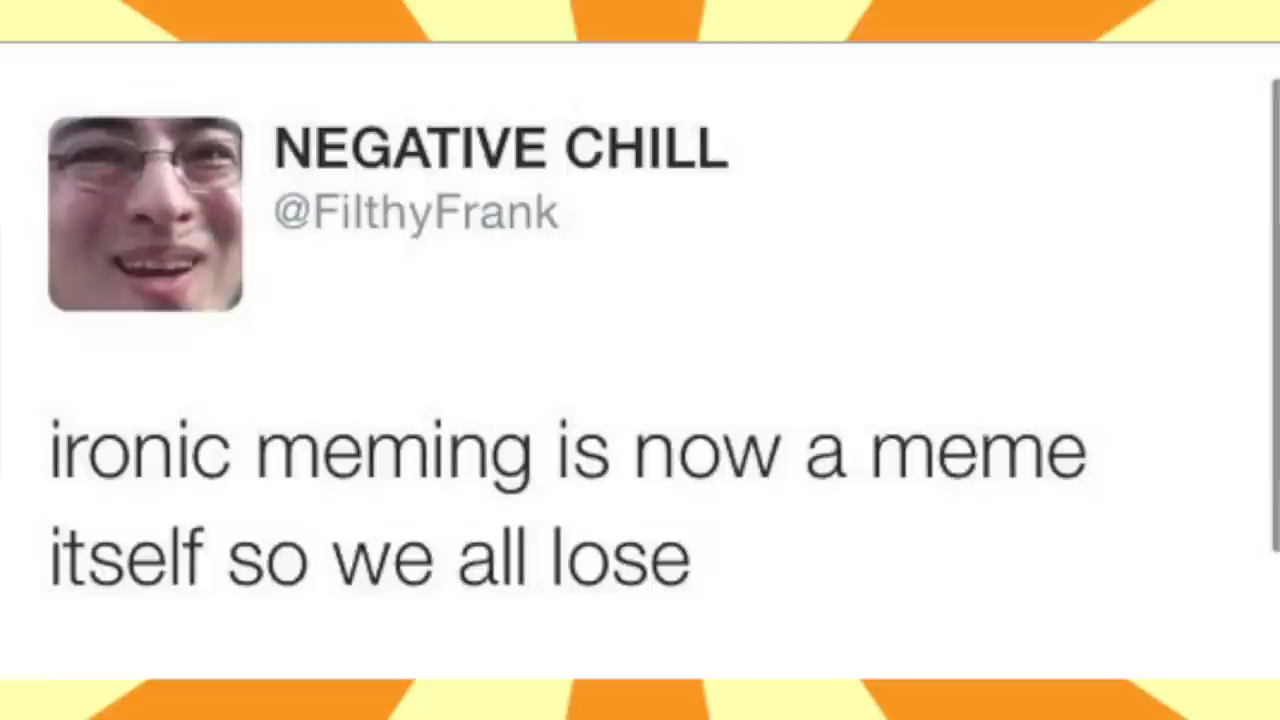 NEGATIVE CHILL
@FilthyFrank
ironic meming is now a meme
itself so we all lose